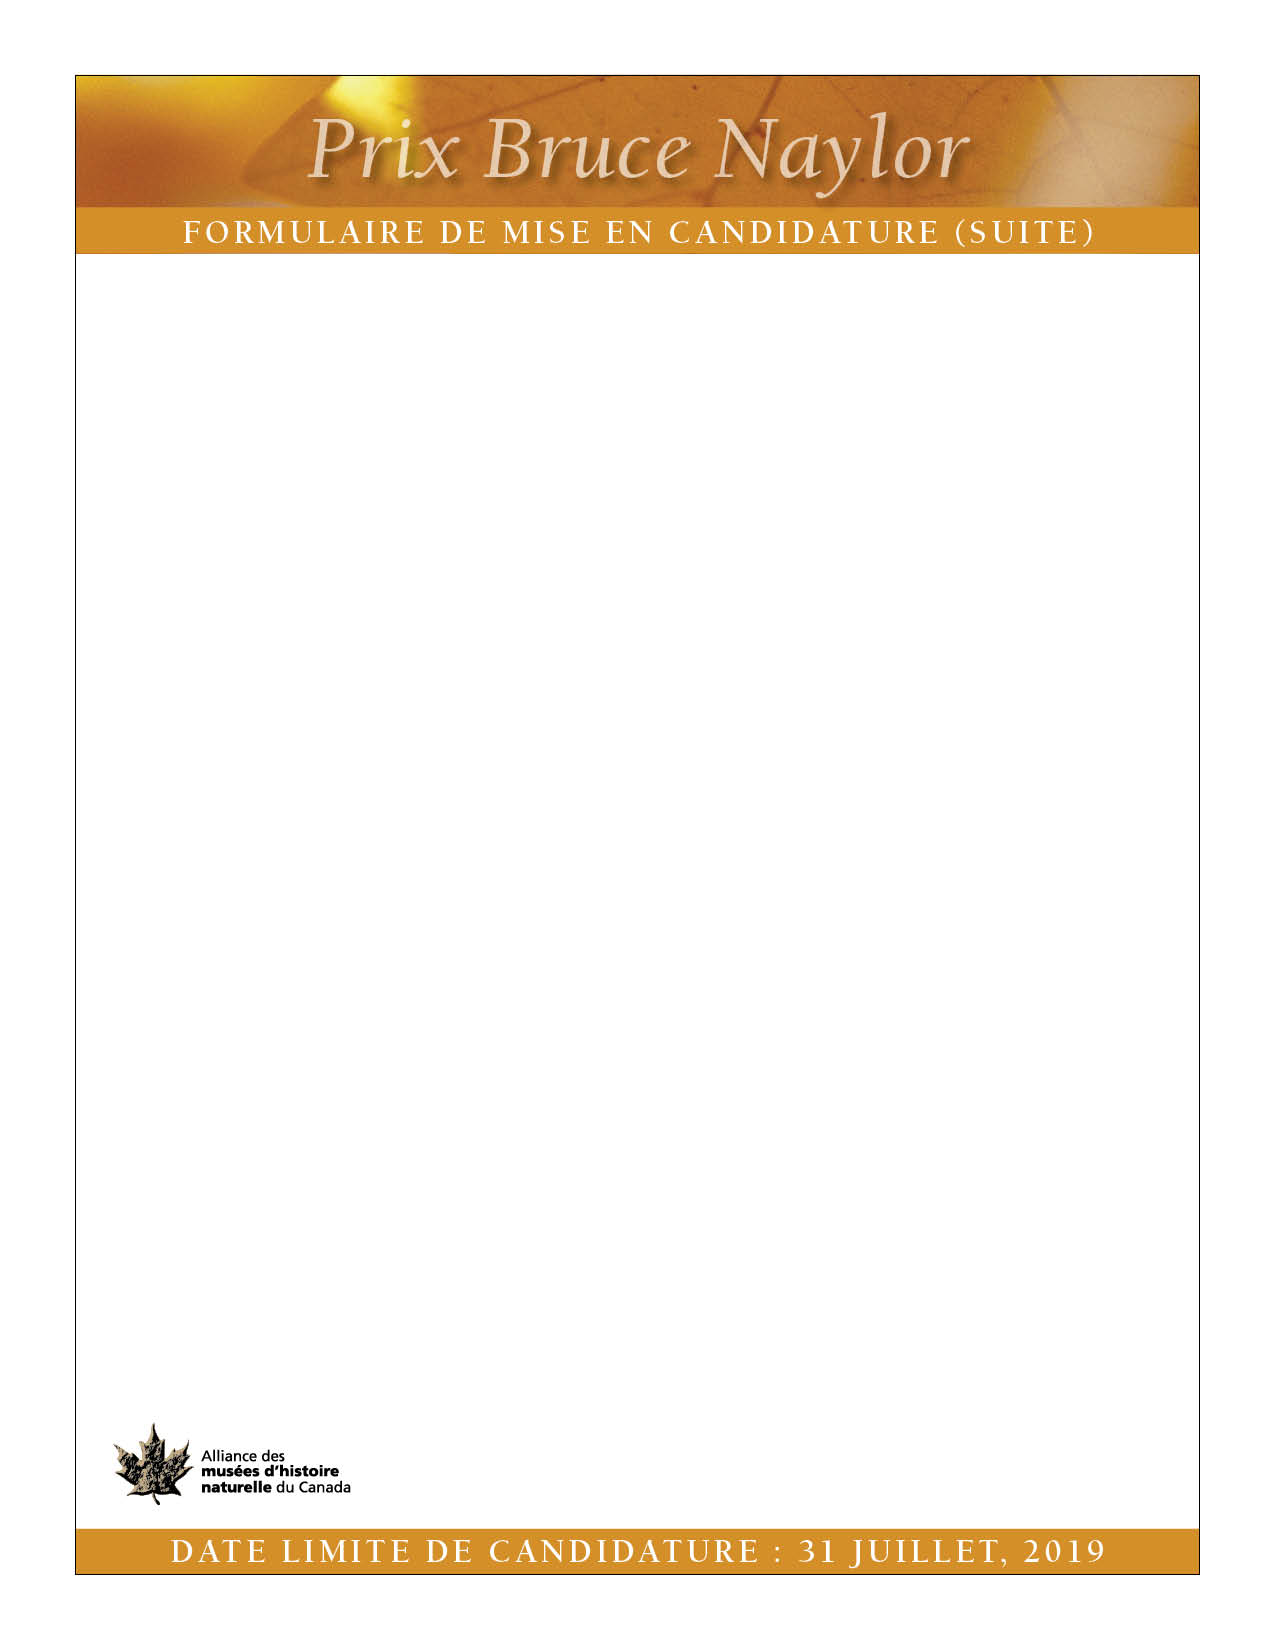 Prix Bruce Naylor
FORMULAIRE DE MISE EN CANDIDATURE (SUITE)
Alliance des
musées d'histoire
naturelle du Canada
DATE LIMITE DE CANDIDATURE : 31 JUILLET, 2019